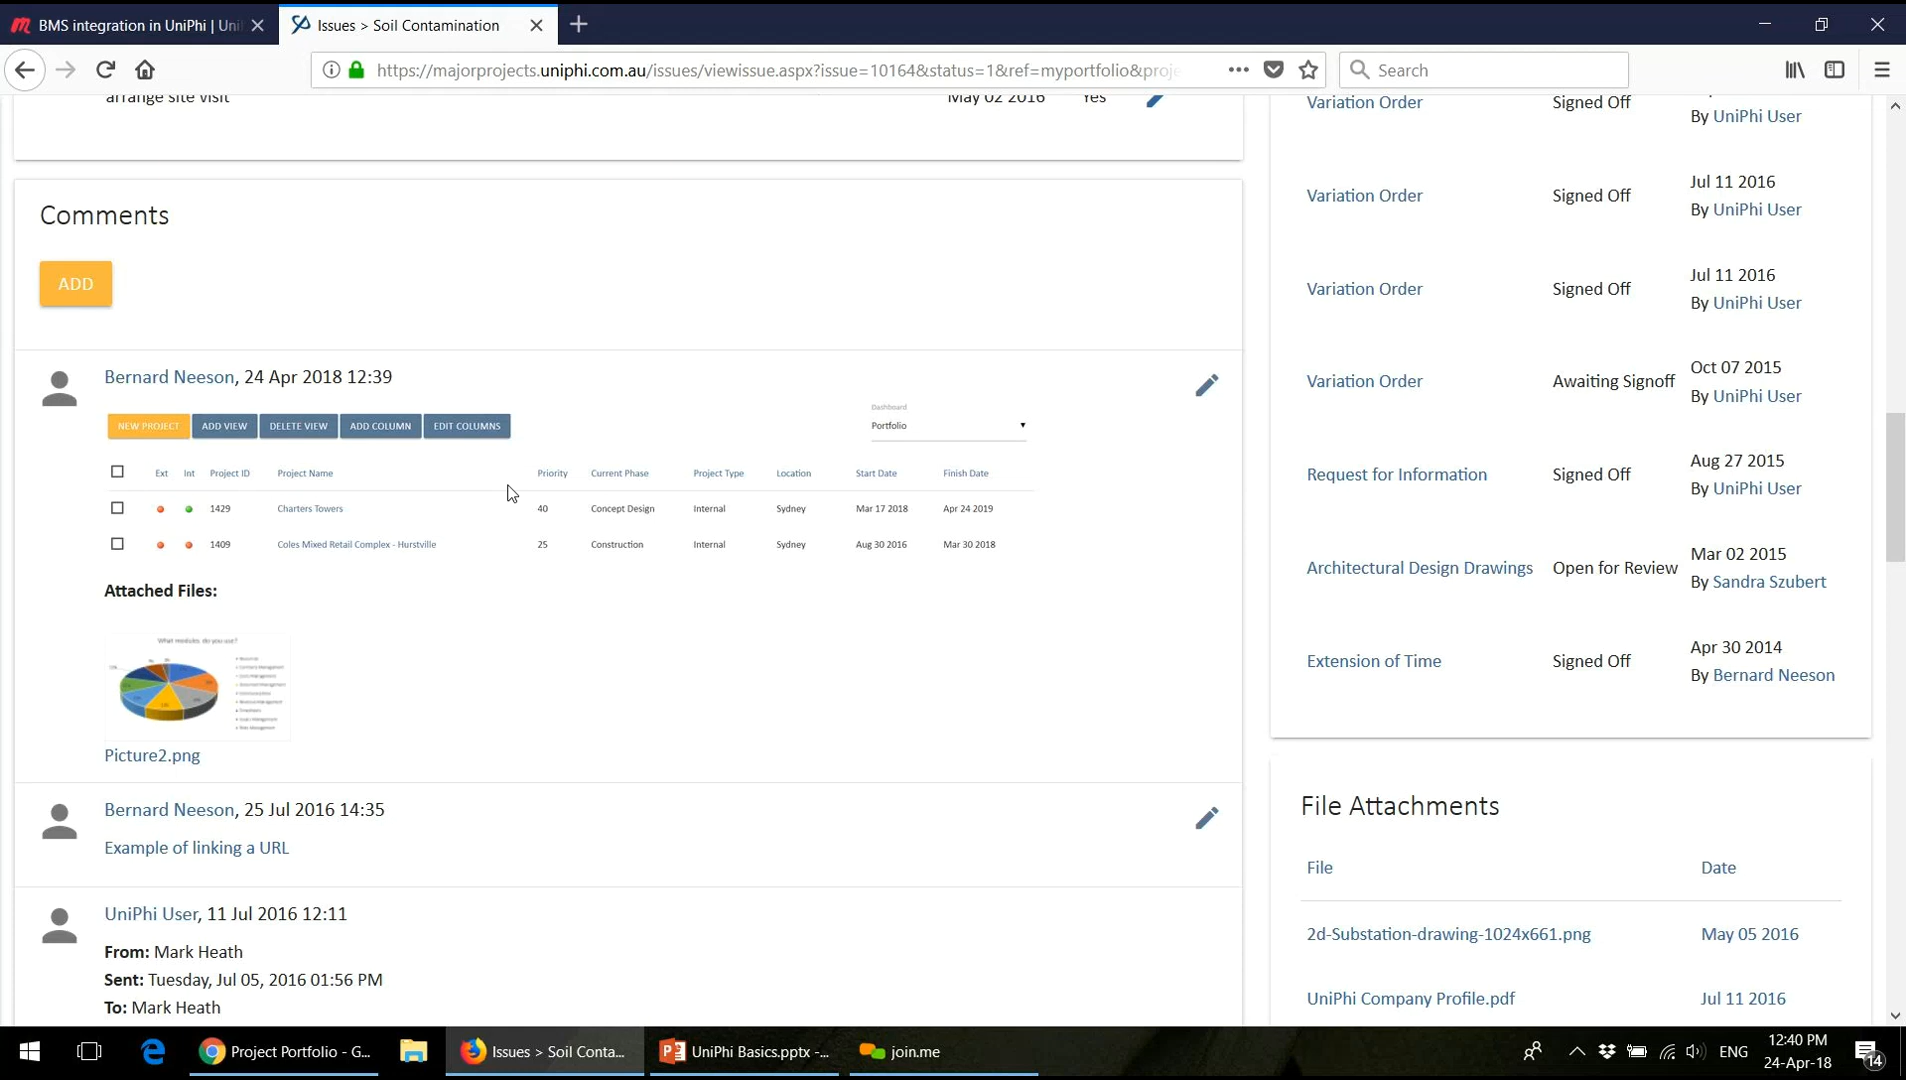 BMS integration in UniPhi | Uni
Issues > Soil Contamination
https://majorprojects.uniphi.com.au/issues/viewissue.aspx?issue=10164&status=1&ref=myportfolio&proje
Search
arrange site visit May 02 2016 Yes
Comments
ADD
Bernard Neeson, 24 Apr 2018 12:39
Dashboard
NEW PROJECT ADD VIEW DELETE VIEW ADD COLUMN EDIT COLUMNS Portfolio
Ext Int Project ID Project Name Priority Current Phase Project Type Location Start Date Finish Date
1429 Charters Towers 40 Concept Design Internal Sydney Mar 17 2018 Apr 24 2019
1409 Coles Mixed Retail Complex - Hurstville 25 Construction Internal Sydney Aug 30 2016 Mar 30 2018
Attached Files:
What modules do you use?
Picture2.png
Bernard Neeson, 25 Jul 2016 14:35
Example of linking a URL
UniPhi User, 11 Jul 2016 12:11
From: Mark Heath
Sent: Tuesday, Jul 05, 2016 01:56 PM
To: Mark Heath
Variation Order Signed Off
By UniPhi User
Variation Order Signed Off Jul 11 2016
By UniPhi User
Variation Order Signed Off Jul 11 2016
By UniPhi User
Variation Order Awaiting Signoff Oct 07 2015
By UniPhi User
Request for Information Signed Off Aug 27 2015
By UniPhi User
Architectural Design Drawings Open for Review Mar 02 2015
By Sandra Szubert
Extension of Time Signed Off Apr 30 2014
By Bernard Neeson
File Attachments
File Date
2d-Substation-drawing-1024x661.png May 05 2016
UniPhi Company Profile.pdf Jul 11 2016
Project Portfolio - G...
Issues > Soil Conta...
UniPhi Basics.pptx -...
join.me
ENG
12:40 PM
24-Apr-18
14